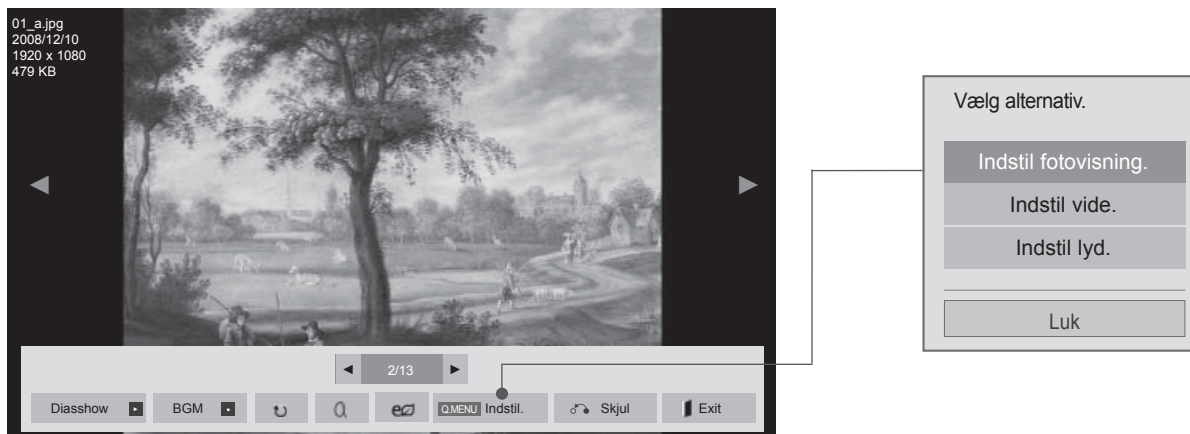 01_a.jpg
2008/12/10
1920 x 1080
479 KB
2/13
Diasshow
BGM
Q.MENU Indstil.
Skjul
Exit
Vælg alternativ.
Indstil fotovisning.
Indstil vide.
Indstil lyd.
Luk